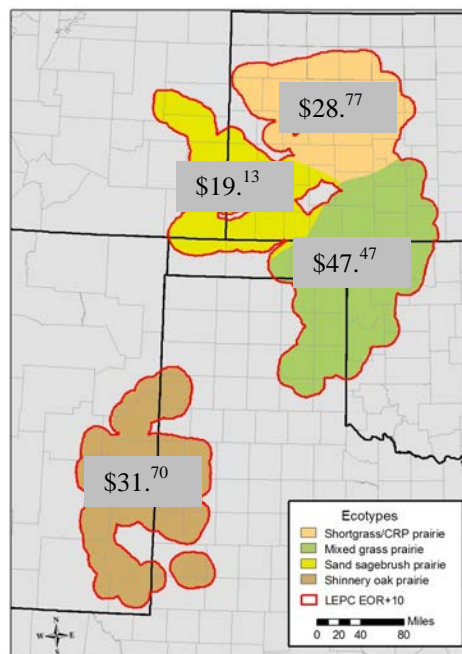 $28.77
$19.13
$47.47
$31.70
Ecotypes
Shortgrass/CRP prairie
Mixed grass prairie
Sand sagebrush prairie
Shinnery oak prairie
LEPC EOR+10
Miles
0 20 40 80
N
W E
S